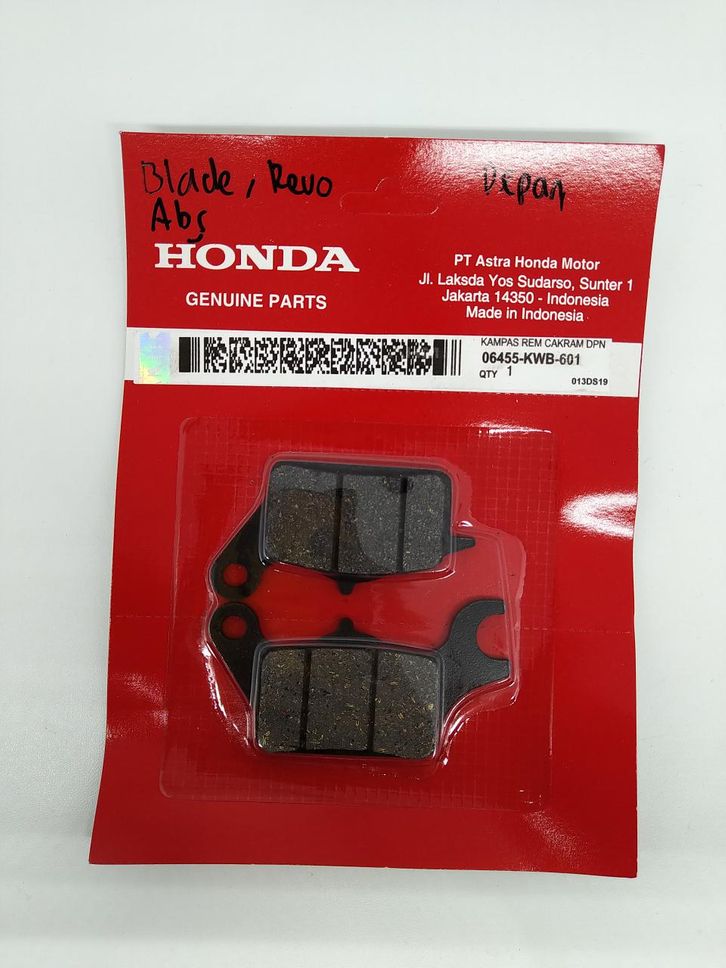 Blade, Revo
Abs
Depan
HONDA
GENUINE PARTS
PT Astra Honda Motor
Jl. Laksda Yos Sudarso, Sunter 1
Jakarta 14350 - Indonesia
Made in Indonesia
KAMPAS REM CAKRAM DPN
06455-KWB-601
QTY 1
013DS19